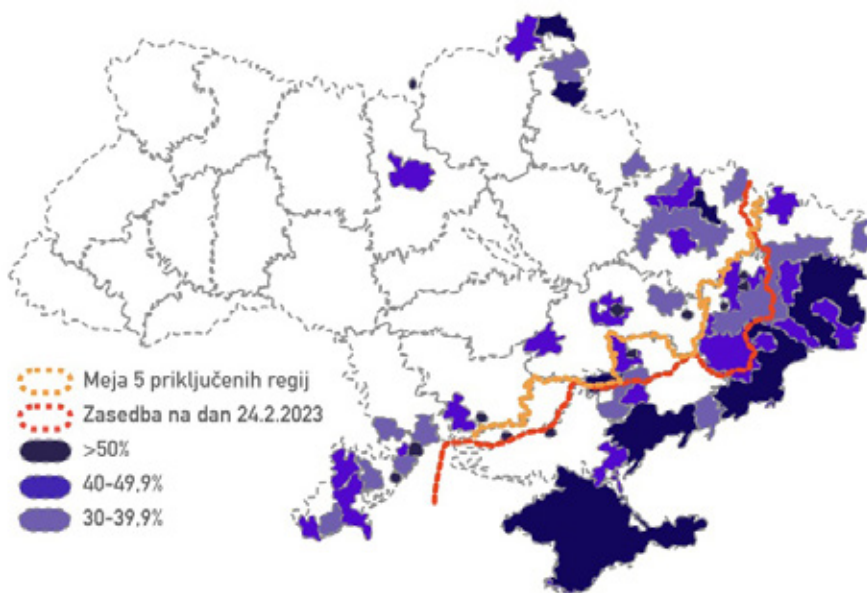 Meja 5 priključenih regij
Zasedba na dan 24.2.2023
>50%
40-49,9%
30-39,9%